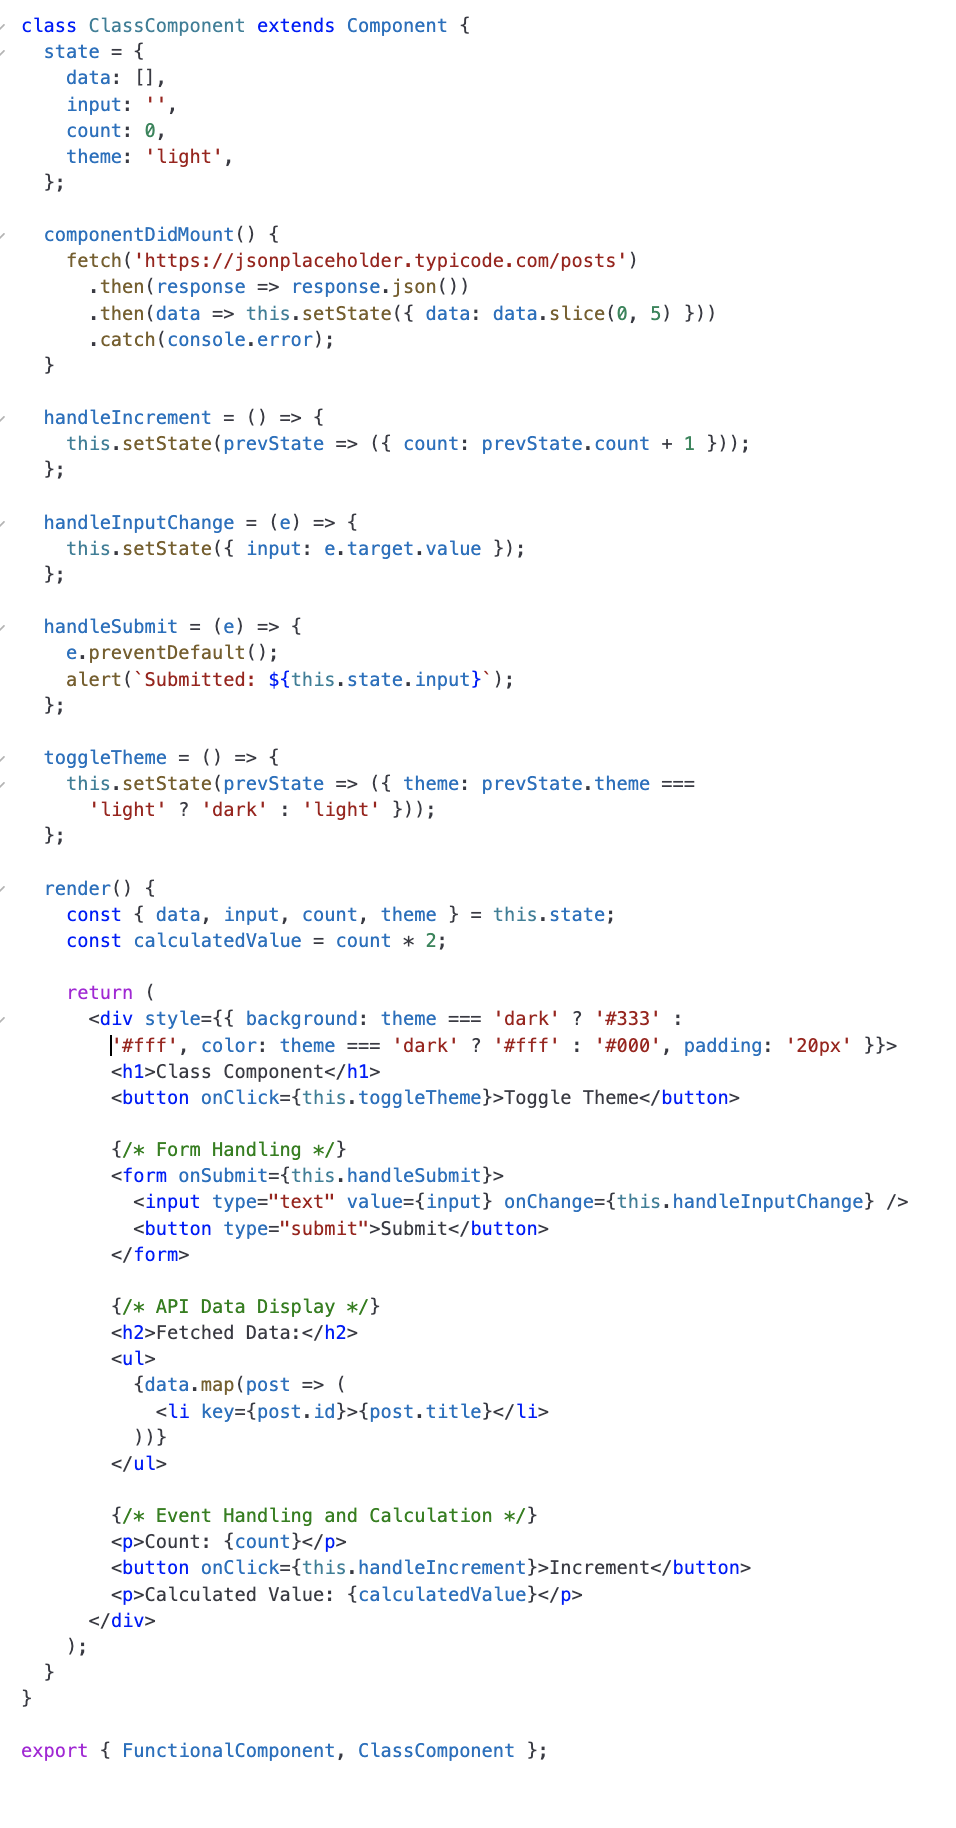 class ClassComponent extends Component {
  state = {
    data: [],
    input: '',
    count: 0,
    theme: 'light',
  };

  componentDidMount() {
    fetch('https://jsonplaceholder.typicode.com/posts')
      .then(response => response.json())
      .then(data => this.setState({ data: data.slice(0, 5) }))
      .catch(console.error);
  }

  handleIncrement = () => {
    this.setState(prevState => ({ count: prevState.count + 1 }));
  };

  handleInputChange = (e) => {
    this.setState({ input: e.target.value });
  };

  handleSubmit = (e) => {
    e.preventDefault();
    alert(`Submitted: ${this.state.input}`);
  };

  toggleTheme = () => {
    this.setState(prevState => ({ theme: prevState.theme ===
      'light' ? 'dark' : 'light' }));
  };

  render() {
    const { data, input, count, theme } = this.state;
    const calculatedValue = count * 2;

    return (
      <div style={{ background: theme === 'dark' ? '#333' :
        '#fff', color: theme === 'dark' ? '#fff' : '#000', padding: '20px' }}>
        <h1>Class Component</h1>
        <button onClick={this.toggleTheme}>Toggle Theme</button>

        {/* Form Handling */}
        <form onSubmit={this.handleSubmit}>
          <input type="text" value={input} onChange={this.handleInputChange} />
          <button type="submit">Submit</button>
        </form>

        {/* API Data Display */}
        <h2>Fetched Data:</h2>
        <ul>
          {data.map(post => (
            <li key={post.id}>{post.title}</li>
          ))}
        </ul>

        {/* Event Handling and Calculation */}
        <p>Count: {count}</p>
        <button onClick={this.handleIncrement}>Increment</button>
        <p>Calculated Value: {calculatedValue}</p>
      </div>
    );
  }
}

export { FunctionalComponent, ClassComponent };